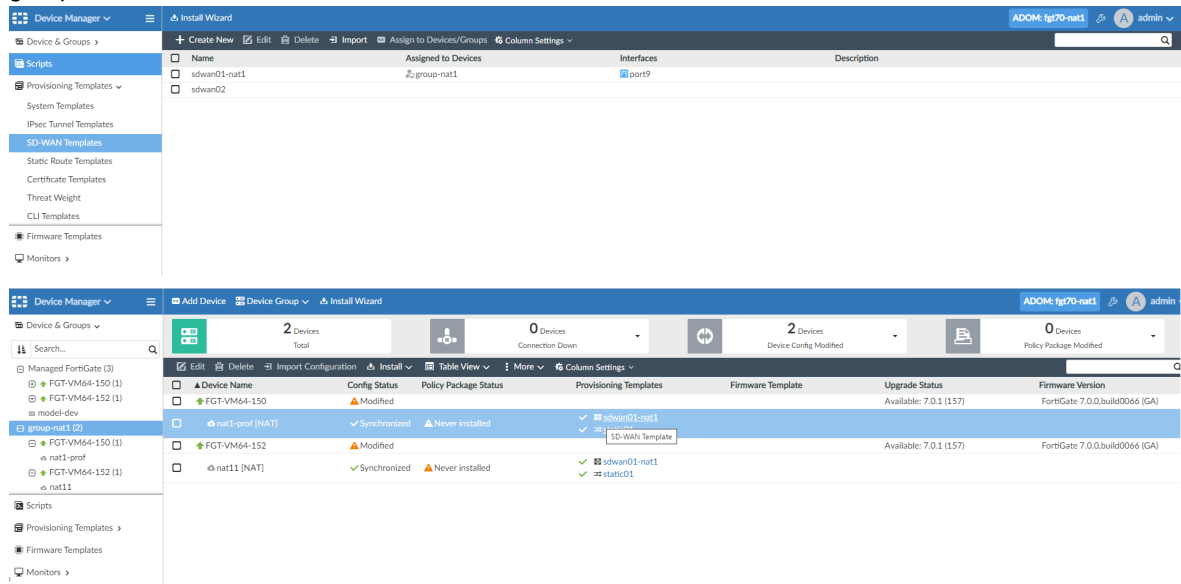 Device Manager
Install Wizard
ADOM: fgt70-nat1
A
admin
Device & Groups
Create New Edit Delete Import Assign to Devices/Groups Column Settings
Scripts
Name Assigned to Devices Interfaces Description
sdwan01-nat1 group-nat1 port9
sdwan02
Provisioning Templates
System Templates
IPsec Tunnel Templates
SD-WAN Templates
Static Route Templates
Certificate Templates
Threat Weight
CLI Templates
Firmware Templates
Monitors
Device Manager
Add Device Device Group Install Wizard
ADOM: fgt70-nat1
A
admin
Device & Groups
Search...
Managed FortiGate (3)
FGT-VM64-150 (1)
FGT-VM64-152 (1)
model-dev
group-nat1 (2)
FGT-VM64-150 (1)
nat1-prof
FGT-VM64-152 (1)
nat11
Scripts
Provisioning Templates
Firmware Templates
Monitors
2 Devices
Total
0 Devices
Connection Down
2 Devices
Device Config Modified
0 Devices
Policy Package Modified
Edit Delete Import Configuration Install Table View More Column Settings
Device Name Config Status Policy Package Status Provisioning Templates Firmware Template Upgrade Status Firmware Version
FGT-VM64-150 Modified Available: 7.0.1 (157) FortiGate 7.0.0,build0066 (GA)
nat1-prof [NAT] Synchronized Never installed sdwan01-nat1
SD-WAN Template
FGT-VM64-152 Modified Available: 7.0.1 (157) FortiGate 7.0.0,build0066 (GA)
nat11 [NAT] Synchronized Never installed sdwan01-nat1
static01